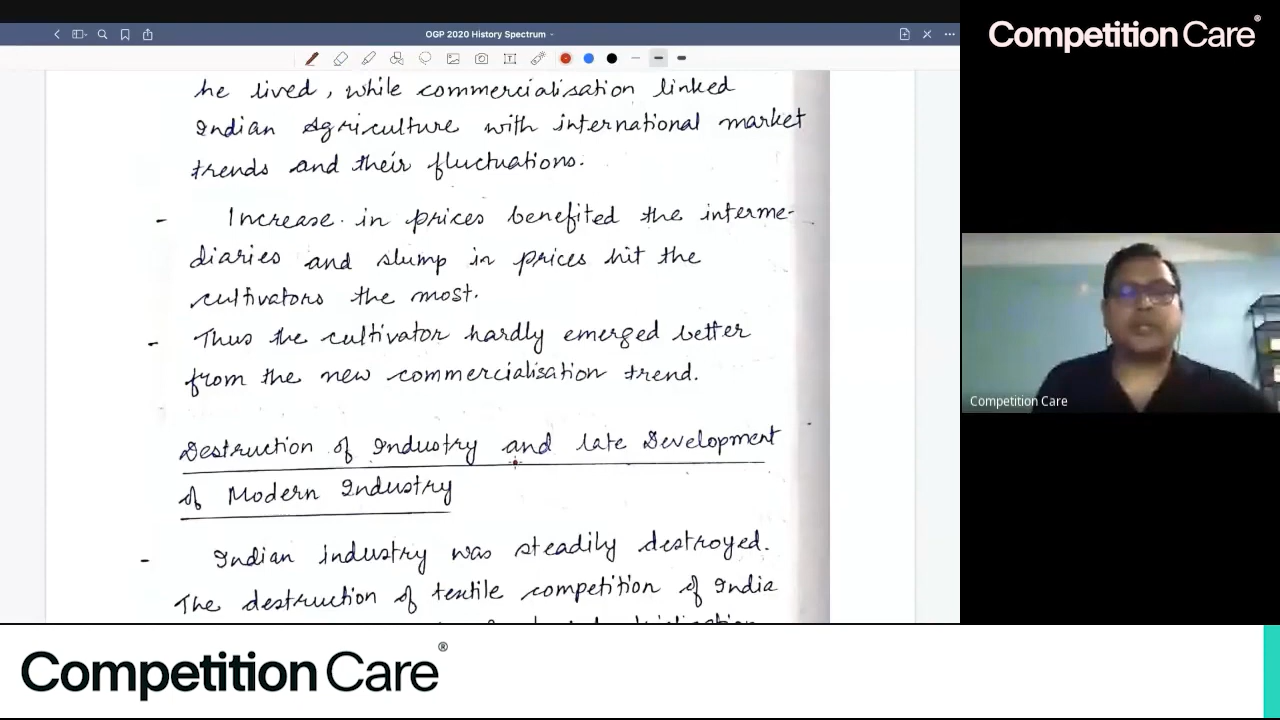 OGP 2020 History Spectrum
Competition Care®
he lived, while commercialisation linked
Indian Agriculture with international market
trends and their fluctuations.
- Increase in prices benefited the interme-
diaries and slump in prices hit the
cultivators the most.
- Thus the cultivator hardly emerged better
from the new commercialisation trend.
Destruction of Industry and late Development
of Modern Industry
- Indian industry was steadily destroyed.
The destruction of textile competition of India
Competition Care
Competition Care®